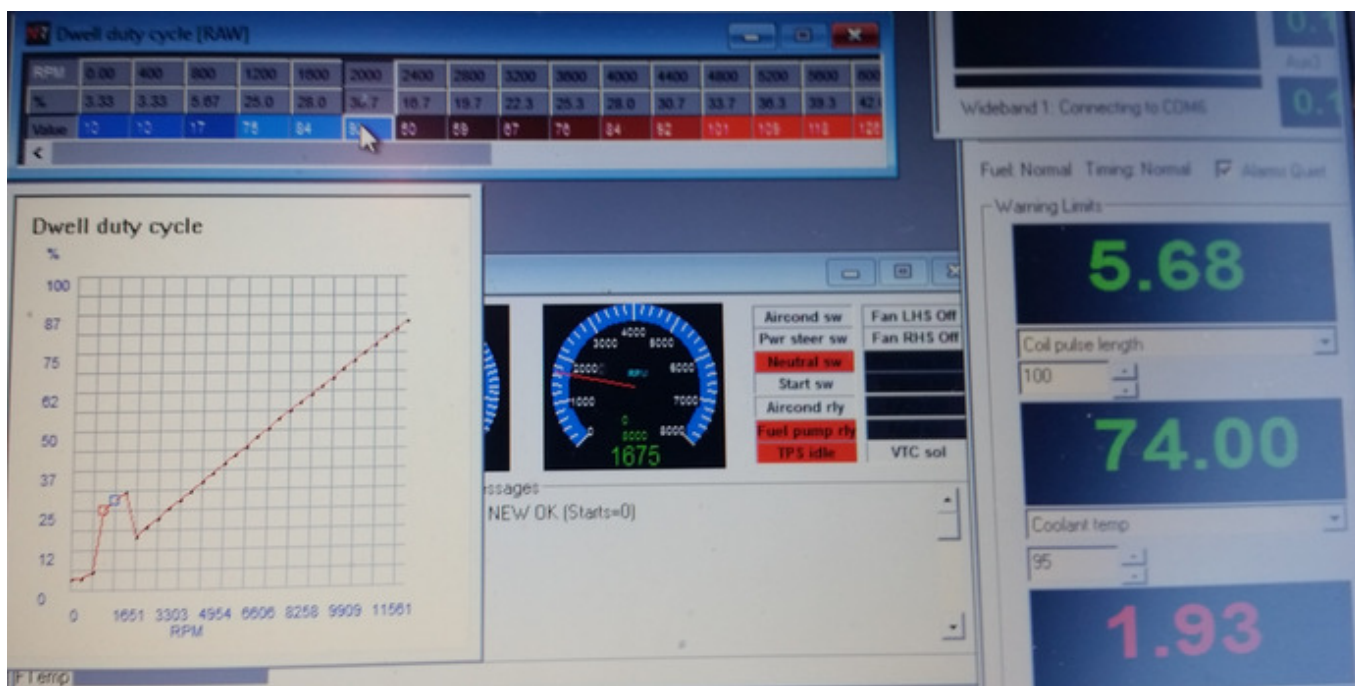 Dwell duty cycle [RAW]
RPM 0.00 400 800 1200 1600 2000 2400 2800 3200 3600 4000 4400 4800 5200 5600
% 3.33 3.33 5.67 25.0 28.0 30.7 16.7 19.7 22.3 25.3 28.0 30.7 33.7 36.3 39.3
Value 10 10 17 75 84 67 76 84 92 101 109 118 126
Dwell duty cycle
%
100
87
75
62
50
37
25
12
0
0 1651 3303 4954 6606 8258 9909 11561
RPM
4000
3000 5000
2000 RPM 6000
1000 7000
0 0 8000
8000
1675
Aircond sw Fan LHS Off
Pwr steer sw Fan RHS Off
Neutral sw
Start sw
Aircond rly
Fuel pump rly
TPS idle VTC sol
NEW OK (Starts=0)
0.1
Wideband 1: Connecting to COM6
Fuel: Normal Timing: Normal Alarms Quiet
Warning Limits
5.68
Coil pulse length
100
74.00
Coolant temp
95
1.93